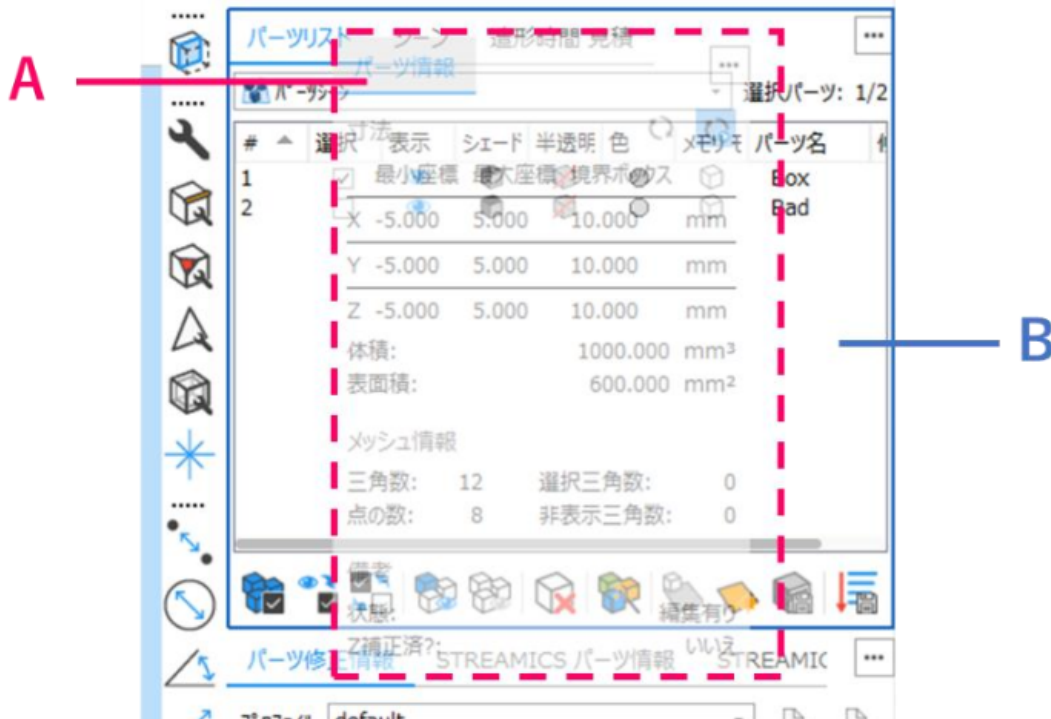 パーツリスト シーン 造形時間 見積 ...
A パーツ情報 ...
パーツシーン 選択パーツ: 1/2
寸法
# 選択 表示 シェード 半透明 色 メモリ モ パーツ名
最小座標 最大座標 境界ボックス
1 Box
2 Bad
X -5.000 5.000 10.000 mm
Y -5.000 5.000 10.000 mm
Z -5.000 5.000 10.000 mm
B
体積: 1000.000 mm³
表面積: 600.000 mm²
メッシュ情報
三角数: 12 選択三角数: 0
点の数: 8 非表示三角数: 0
備考
状態: 編集有り
Z補正済?: いいえ
パーツ修正情報 STREAMICS パーツ情報 STREAMIC ...
default